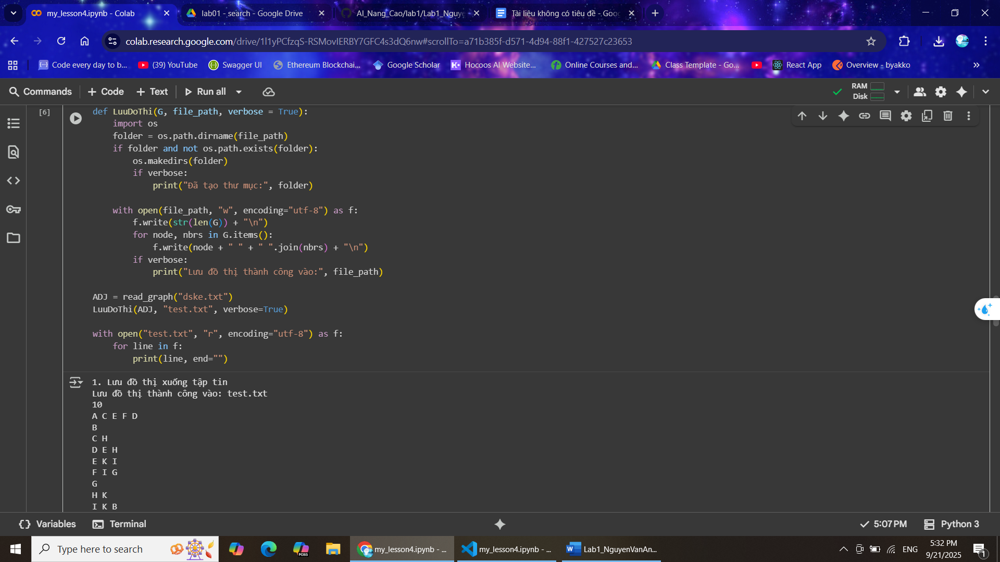 my_lesson4.ipynb - Colab
lab01 - search - Google Drive
AI_Nang_Cao/lab1/Lab1_Nguye
Tài liệu không có tiêu đề - Goog
colab.research.google.com/drive/1l1yPCfzqS-RSMovIERBY7GFC4s3dQ6nw#scrollTo=a71b385f-d571-4d94-88f1-427527c23653
Code every day to b...
(39) YouTube
Swagger UI
Ethereum Blockchai...
Google Scholar
Hocoos AI Website...
Online Courses and...
Class Template - Go...
React App
Overview - byakko
Commands
+ Code
+ Text
Run all
RAM
Disk
[6]
def LuuDoThi(G, file_path, verbose = True):
    import os
    folder = os.path.dirname(file_path)
    if folder and not os.path.exists(folder):
        os.makedirs(folder)
        if verbose:
            print("Đã tạo thư mục:", folder)
    with open(file_path, "w", encoding="utf-8") as f:
        f.write(str(len(G)) + "\n")
        for node, nbrs in G.items():
            f.write(node + " " + " ".join(nbrs) + "\n")
        if verbose:
            print("Lưu đồ thị thành công vào:", file_path)
ADJ = read_graph("dske.txt")
LuuDoThi(ADJ, "test.txt", verbose=True)
with open("test.txt", "r", encoding="utf-8") as f:
    for line in f:
        print(line, end="")
1. Lưu đồ thị xuống tập tin
Lưu đồ thị thành công vào: test.txt
10
A C E F D
B
C H
D E H
E K I
F I G
G
H K
I K B
Variables
Terminal
5:07 PM
Python 3
Type here to search
M365
my_lesson4.ipynb - ...
my_lesson4.ipynb - ...
Lab1_NguyenVanAn...
ENG
5:32 PM
9/21/2025
1